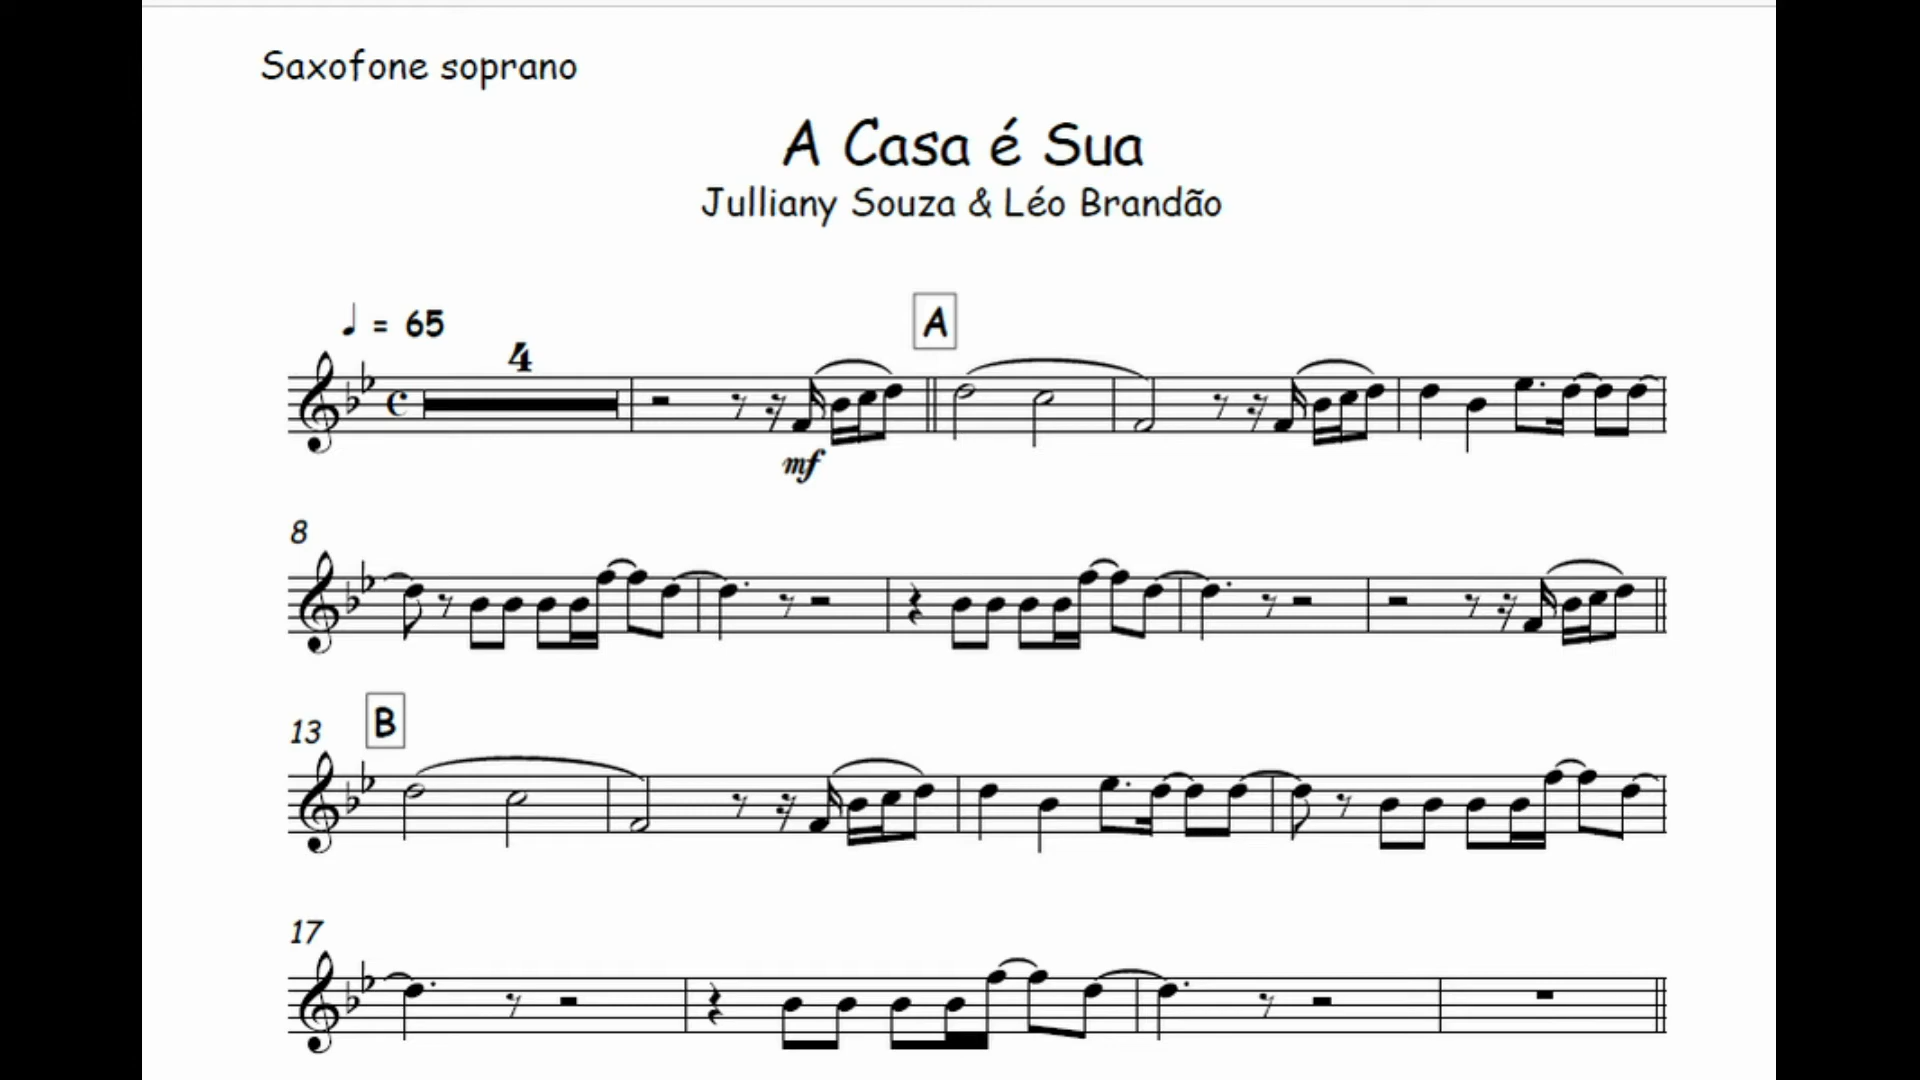 Saxofone soprano
A Casa é Sua
Julliany Souza & Léo Brandão
♩ = 65
4
A
mf
8
13
B
17